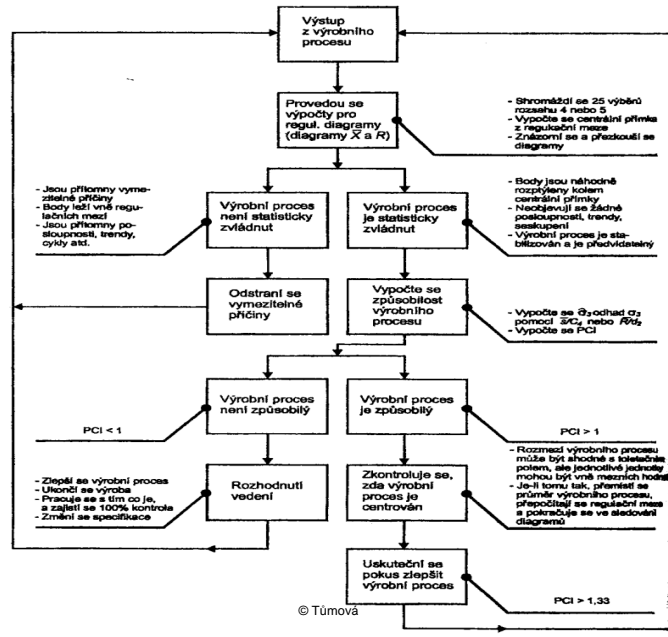 Výstup
z výrobního
procesu
Provedou se
výpočty pro
regul. diagramy
(diagramy X̅ a R)
- Shromáždí se 25 výběrů
rozsahu 4 nebo 5
- Vypočte se centrální přímka
z regukační meze
- Znázorní se a přezkouší se
diagramy
- Jsou přítomny vyme-
zitelné příčiny
- Body leží vně regu-
lačních mezí
- Jsou přítomny po-
sloupnosti, trendy,
cykly atd.
Výrobní proces
není statisticky
zvládnut
Výrobní proces
je statisticky
zvládnut
- Body jsou náhodně
rozptýleny kolem
centrální přímky
- Neobjevují se žádné
posloupnosti, trendy,
seskupení
- Výrobní proces je sta-
bilizován a je předvídatelný
Odstraní se
vymezitelné
příčiny
Vypočte se
způsobilost
výrobního
procesu
- Vypočte se σ̂₃ odhad σ₃
pomocí s̅/C₄ nebo R̅/d₂
- Vypočte se PCI
PCI < 1
Výrobní proces
není způsobilý
Výrobní proces
je způsobilý
PCI > 1
- Zlepší se výrobní proces
- Ukončí se výroba
- Pracuje se s tím co je,
a zajistí se 100% kontrola
- Změní se specifikace
Rozhodnutí
vedení
Zkontroluje se,
zda výrobní
proces je
centrován
- Rozmezí výrobního procesu
může být shodné s
polem, ale jednotlivé jednotky
mohou být vně mezních
- Je-li tomu tak, přemístí se
průměr výrobního procesu,
přepočítají se regulační meze
a pokračuje se ve sledování
diagramů
Uskuteční se
pokus zlepšit
výrobní proces
PCI > 1,33
© Tůmová